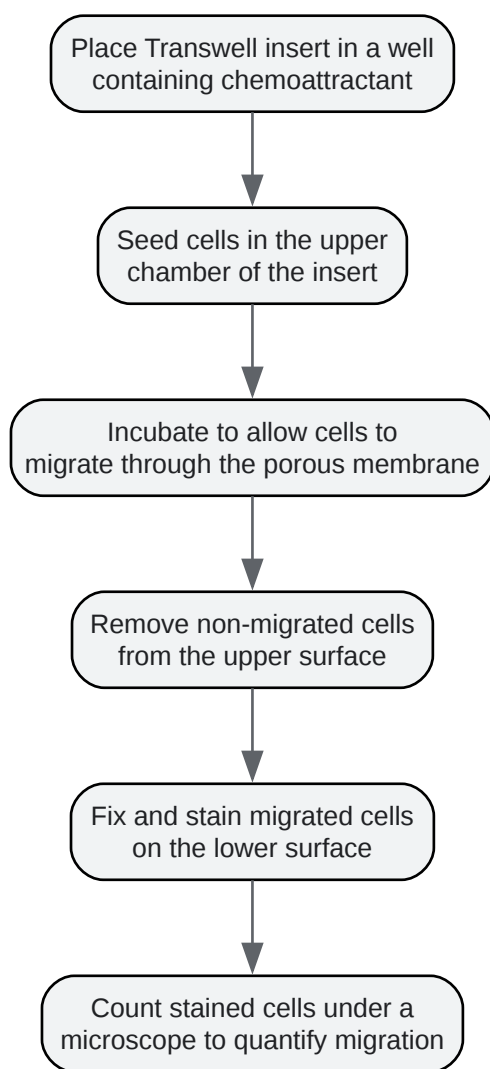 Place Transwell insert in a well
containing chemoattractant
Seed cells in the upper
chamber of the insert
Incubate to allow cells to
migrate through the porous membrane
Remove non-migrated cells
from the upper surface
Fix and stain migrated cells
on the lower surface
Count stained cells under a
microscope to quantify migration